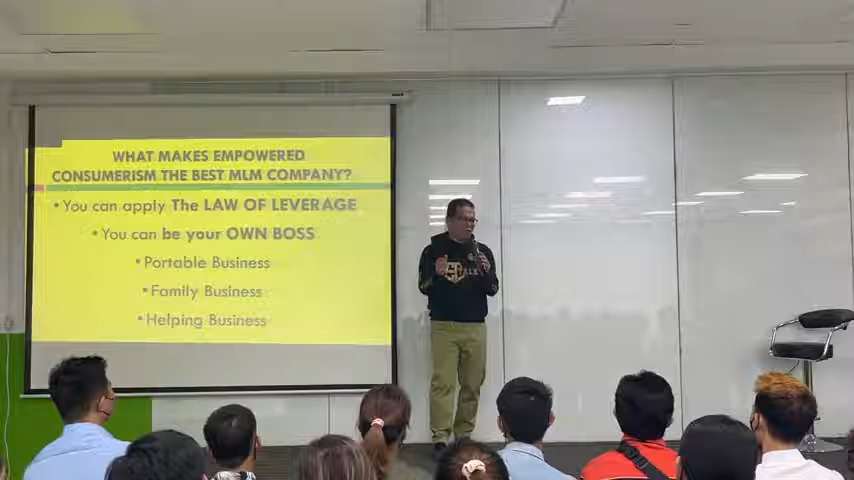 WHAT MAKES EMPOWERED
CONSUMERISM THE BEST MLM COMPANY?
• You can apply The LAW OF LEVERAGE
• You can be your OWN BOSS
• Portable Business
• Family Business
• Helping Business